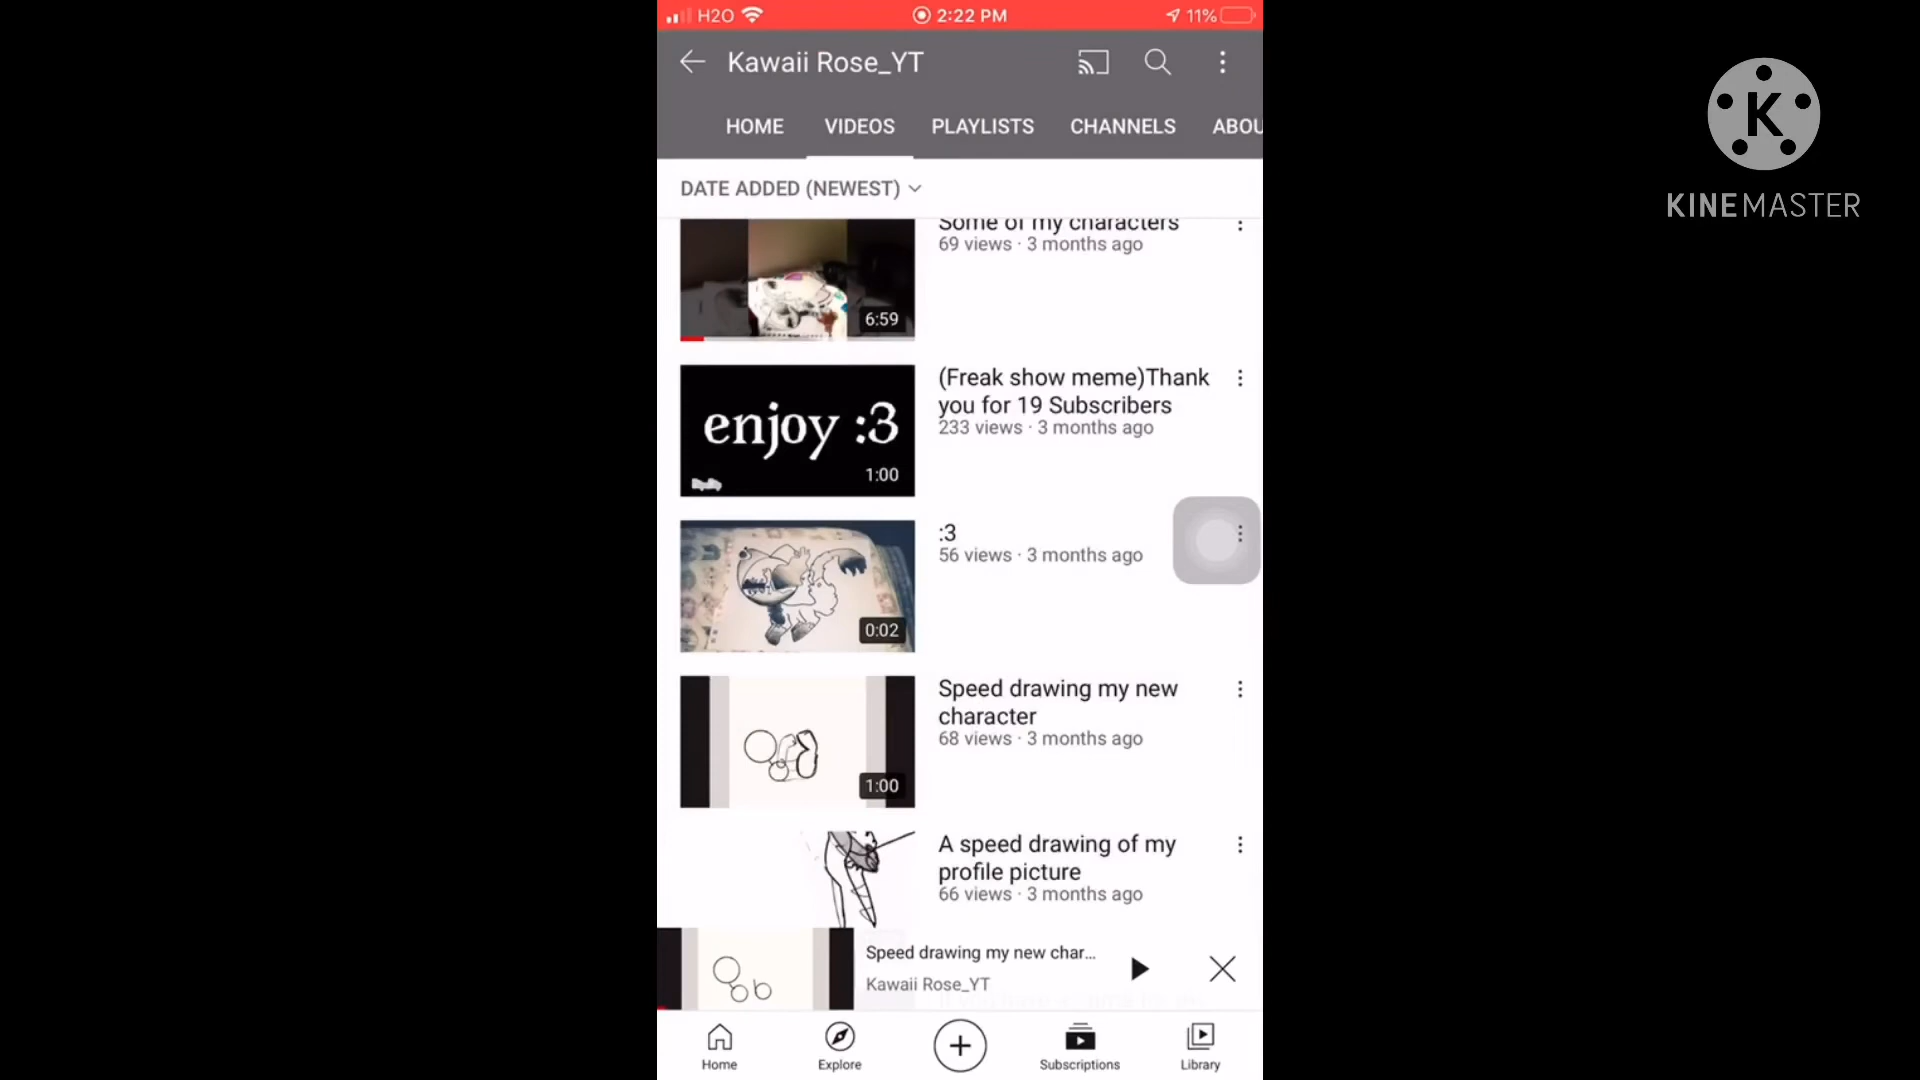 H2O
2:22 PM
11%
Kawaii Rose_YT
HOME VIDEOS PLAYLISTS CHANNELS ABOU
DATE ADDED (NEWEST)
Some of my characters
69 views · 3 months ago
6:59
(Freak show meme)Thank
you for 19 Subscribers
233 views · 3 months ago
enjoy :3
1:00
:3
56 views · 3 months ago
0:02
Speed drawing my new
character
68 views · 3 months ago
1:00
A speed drawing of my
profile picture
66 views · 3 months ago
Speed drawing my new char...
Kawaii Rose_YT
Home Explore Subscriptions Library
K
KINEMASTER